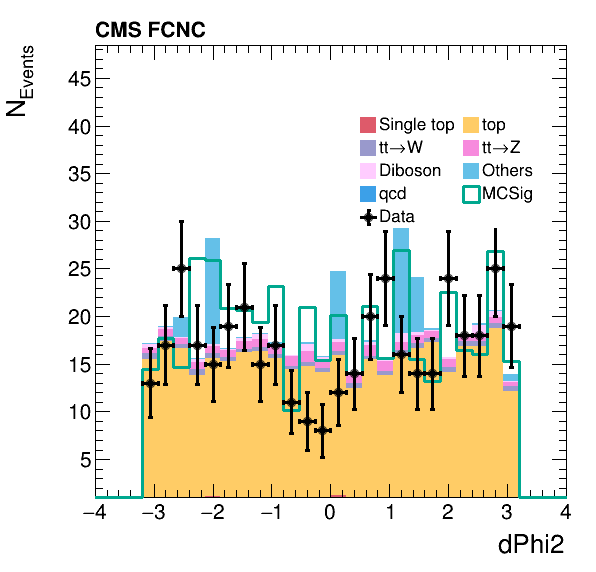 CMS FCNC
N_Events
45
40
35
30
25
20
15
10
5
Single top
top
tt→W
tt→Z
Diboson
Others
qcd
MCSig
Data
−4 −3 −2 −1 0 1 2 3 4
dPhi2